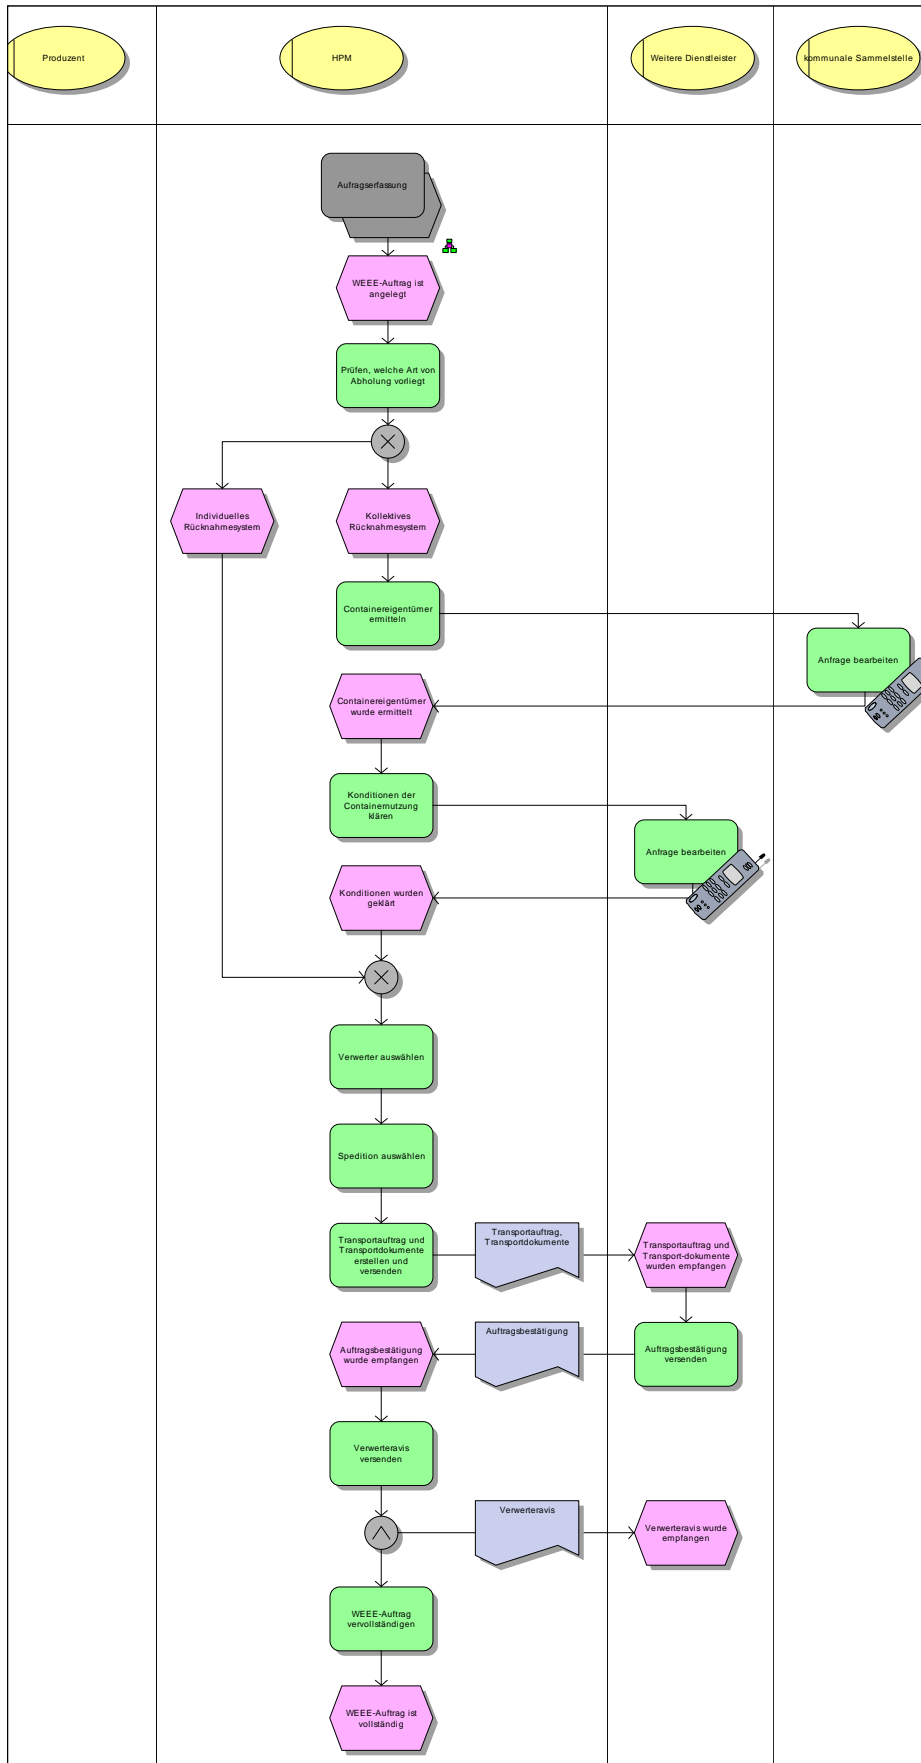 Produzent
HPM
Weitere Dienstleister
kommunale Sammelstelle
Aufragserfassung
WEEE-Auftrag ist
angelegt
Prüfen, welche Art von
Abholung vorliegt
Individuelles
Rücknahmesystem
Kollektives
Rücknahmesystem
Containereigentümer
ermitteln
Anfrage bearbeiten
Containereigentümer
wurde ermittelt
Konditionen der
Containernutzung
klären
Anfrage bearbeiten
Konditionen wurden
geklärt
Verwerter auswählen
Spedition auswählen
Transportauftrag und
Transportdokumente
erstellen und
versenden
Transportauftrag,
Transportdokumente
Transportauftrag und
Transport-dokumente
wurden empfangen
Auftragsbestätigung
wurde empfangen
Auftragsbestätigung
Auftragsbestätigung
versenden
Verwerteravis
versenden
Verwerteravis
Verwerteravis wurde
empfangen
WEEE-Auftrag
vervollständigen
WEEE-Auftrag ist
vollständig